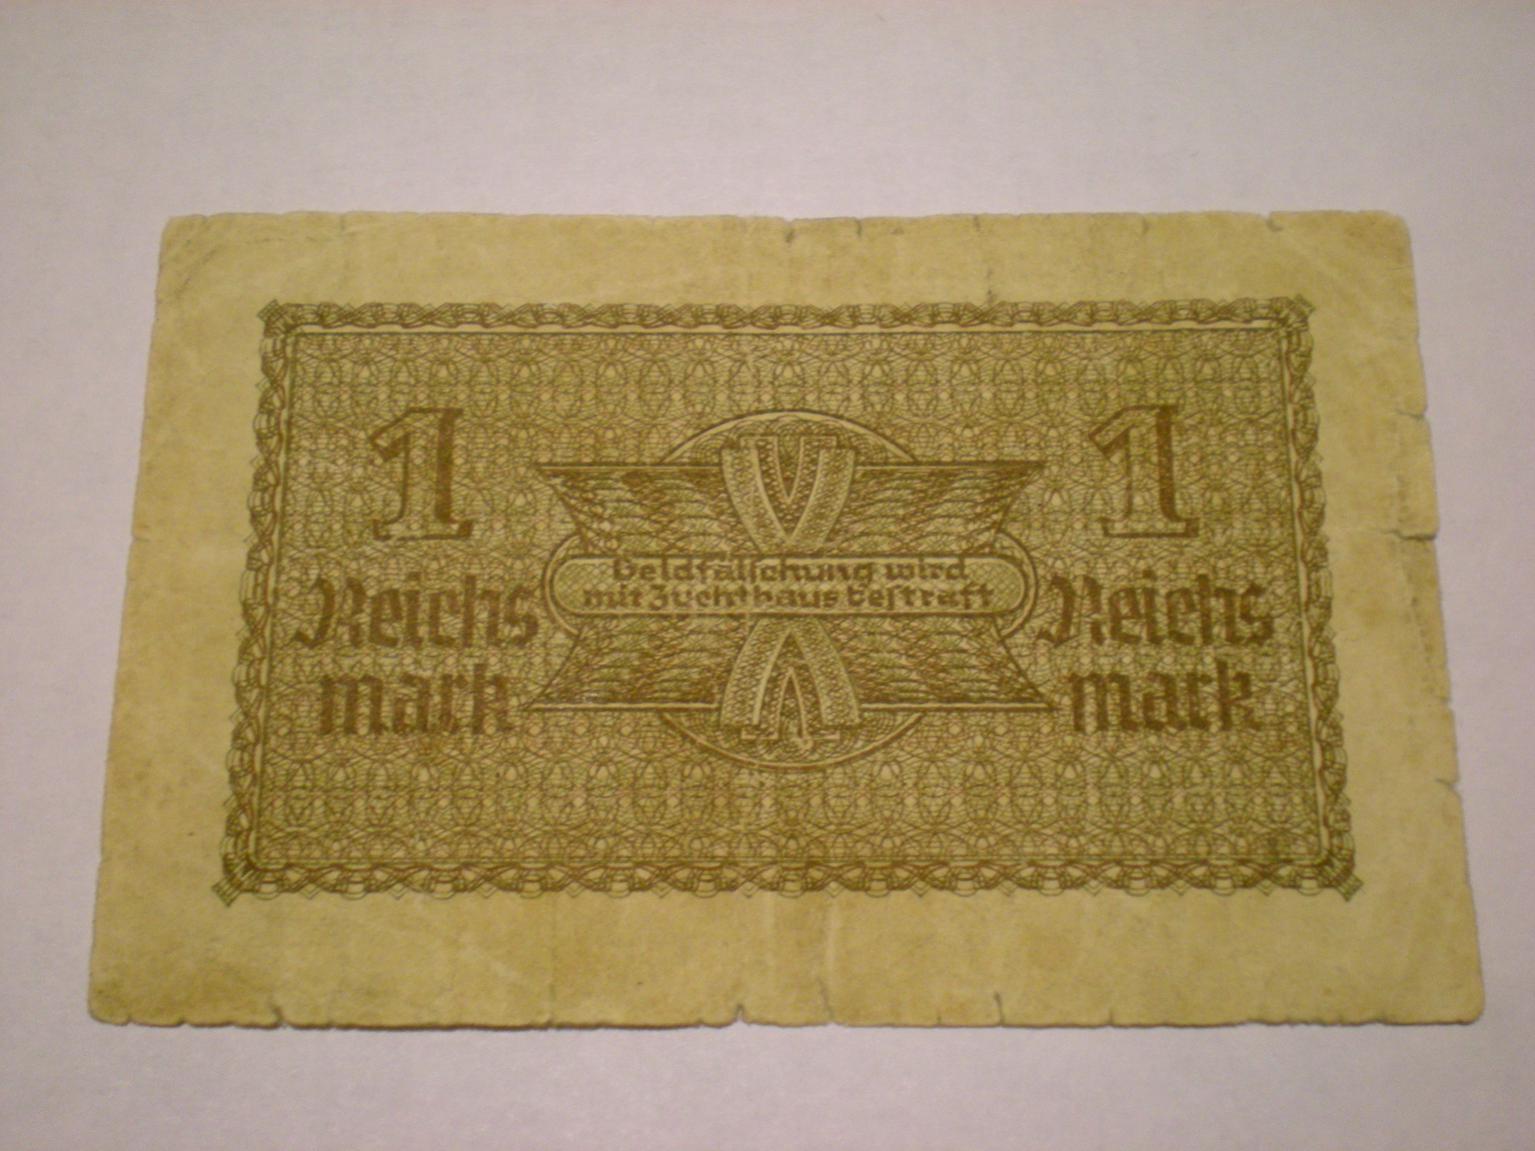 1
Reichs
mark
Geldfälschung wird
mit Zuchthaus bestraft
1
Reichs
mark